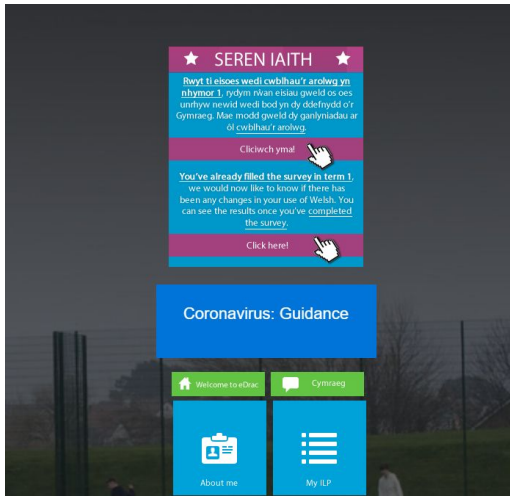 SEREN IAITH
Rwyt ti eisoes wedi cwblhau'r arolwg yn
nhymor 1, rydym nŵan eisiau gweld os oes
unrhyw newid wedi bod yn dy ddefnydd o'r
Gymraeg. Mae modd gweld dy ganlyniadau ar
ôl cwblhau'r arolwg.
Cliciwch yma!
You've already filled the survey in term 1,
we would now like to know if there has
been any changes in your use of Welsh. You
can see the results once you've completed
the survey.
Click here!
Coronavirus: Guidance
Welcome to eDrac
Cymraeg
About me
My ILP